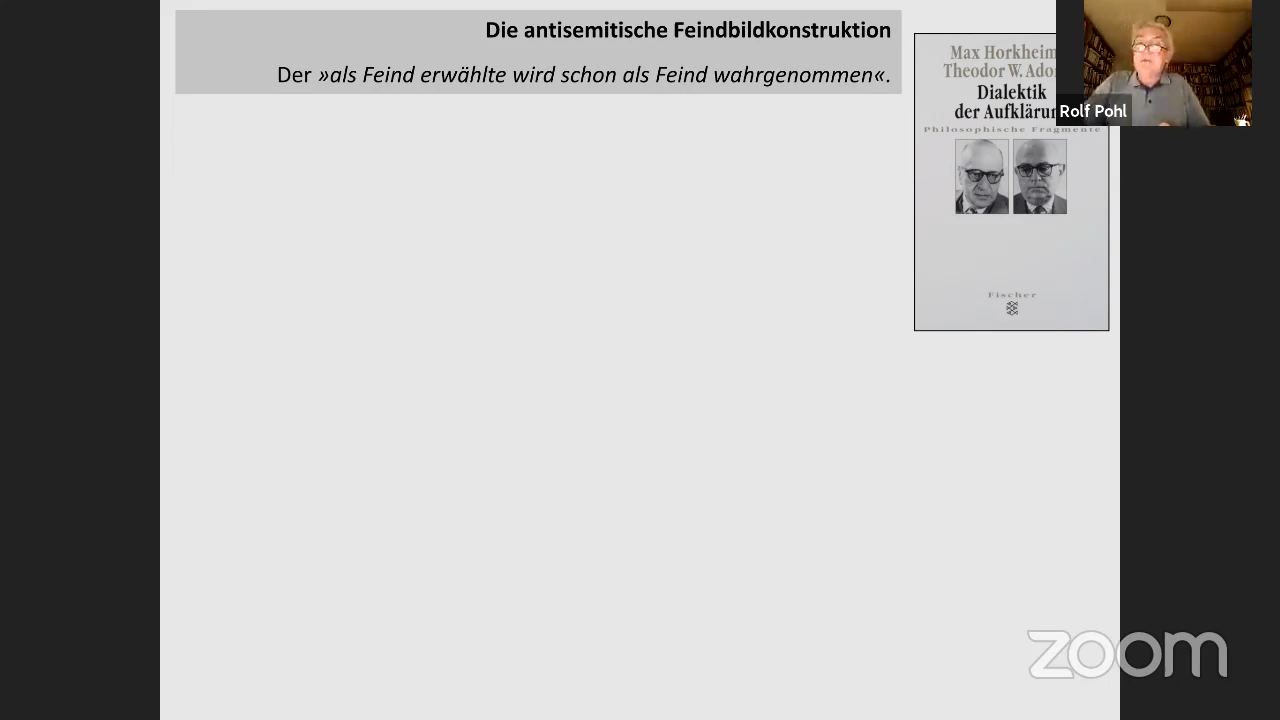 Die antisemitische Feindbildkonstruktion
Der »als Feind erwählte wird schon als Feind wahrgenommen«.
Max Horkheim
Theodor W. Ado
Dialektik
der Aufkläru
Philosophische Fragmente
Fischer
Rolf Pohl
zoom